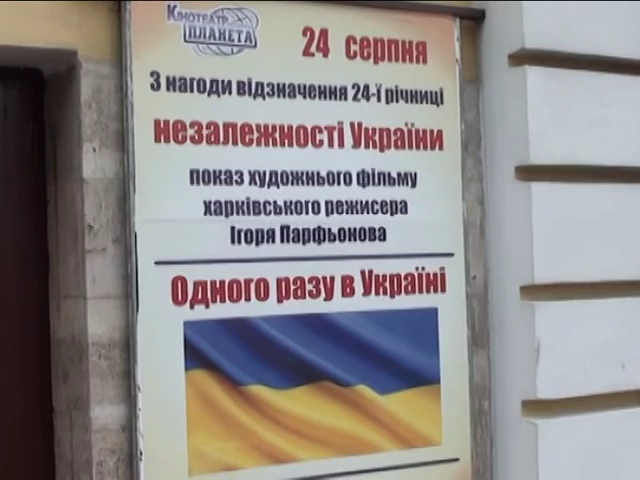 Кінотеатр
ПЛАНЕТА
24 серпня
З нагоди відзначення 24-ї річниці
незалежності України
показ художнього фільму
харківського режисера
Ігоря Парфьонова
Одного разу в Україні